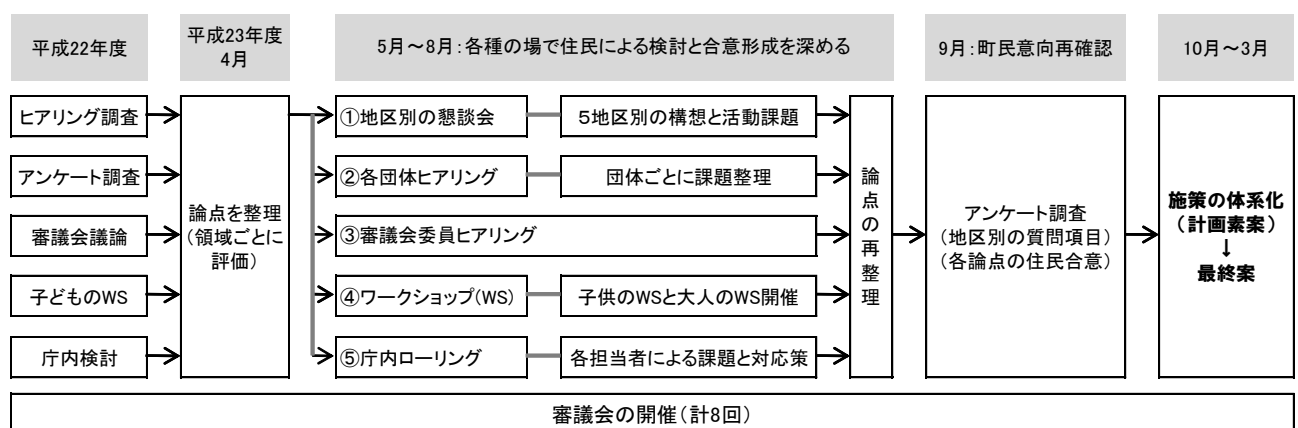 平成22年度
平成23年度
4月
5月～8月:各種の場で住民による検討と合意形成を深める
9月:町民意向再確認
10月～3月
ヒアリング調査
アンケート調査
審議会議論
子どものWS
庁内検討
論点を整理
(領域ごとに
評価)
①地区別の懇談会
5地区別の構想と活動課題
②各団体ヒアリング
団体ごとに課題整理
③審議会委員ヒアリング
④ワークショップ(WS)
子供のWSと大人のWS開催
⑤庁内ローリング
各担当者による課題と対応策
論点の再整理
アンケート調査
(地区別の質問項目)
(各論点の住民合意)
施策の体系化
(計画素案)
↓
最終案
審議会の開催(計8回)